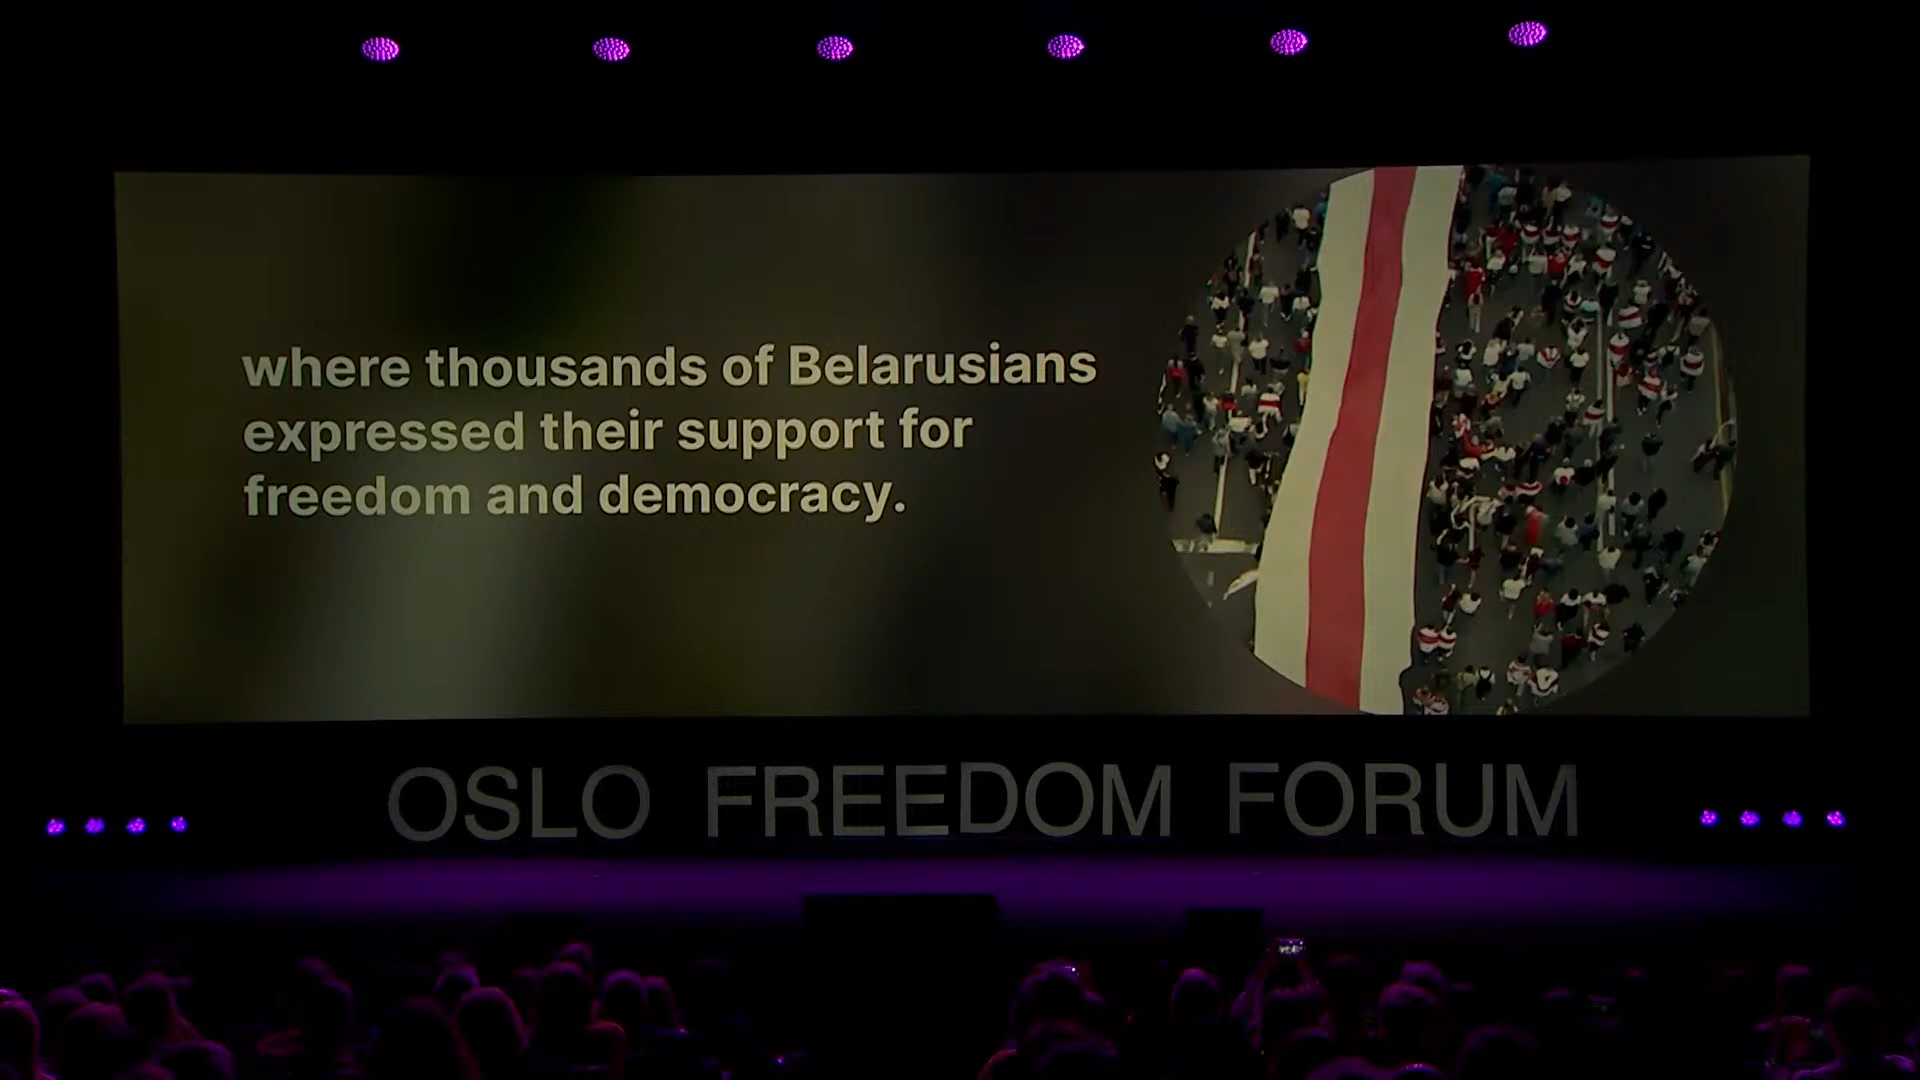 where thousands of Belarusians
expressed their support for
freedom and democracy.
OSLO FREEDOM FORUM